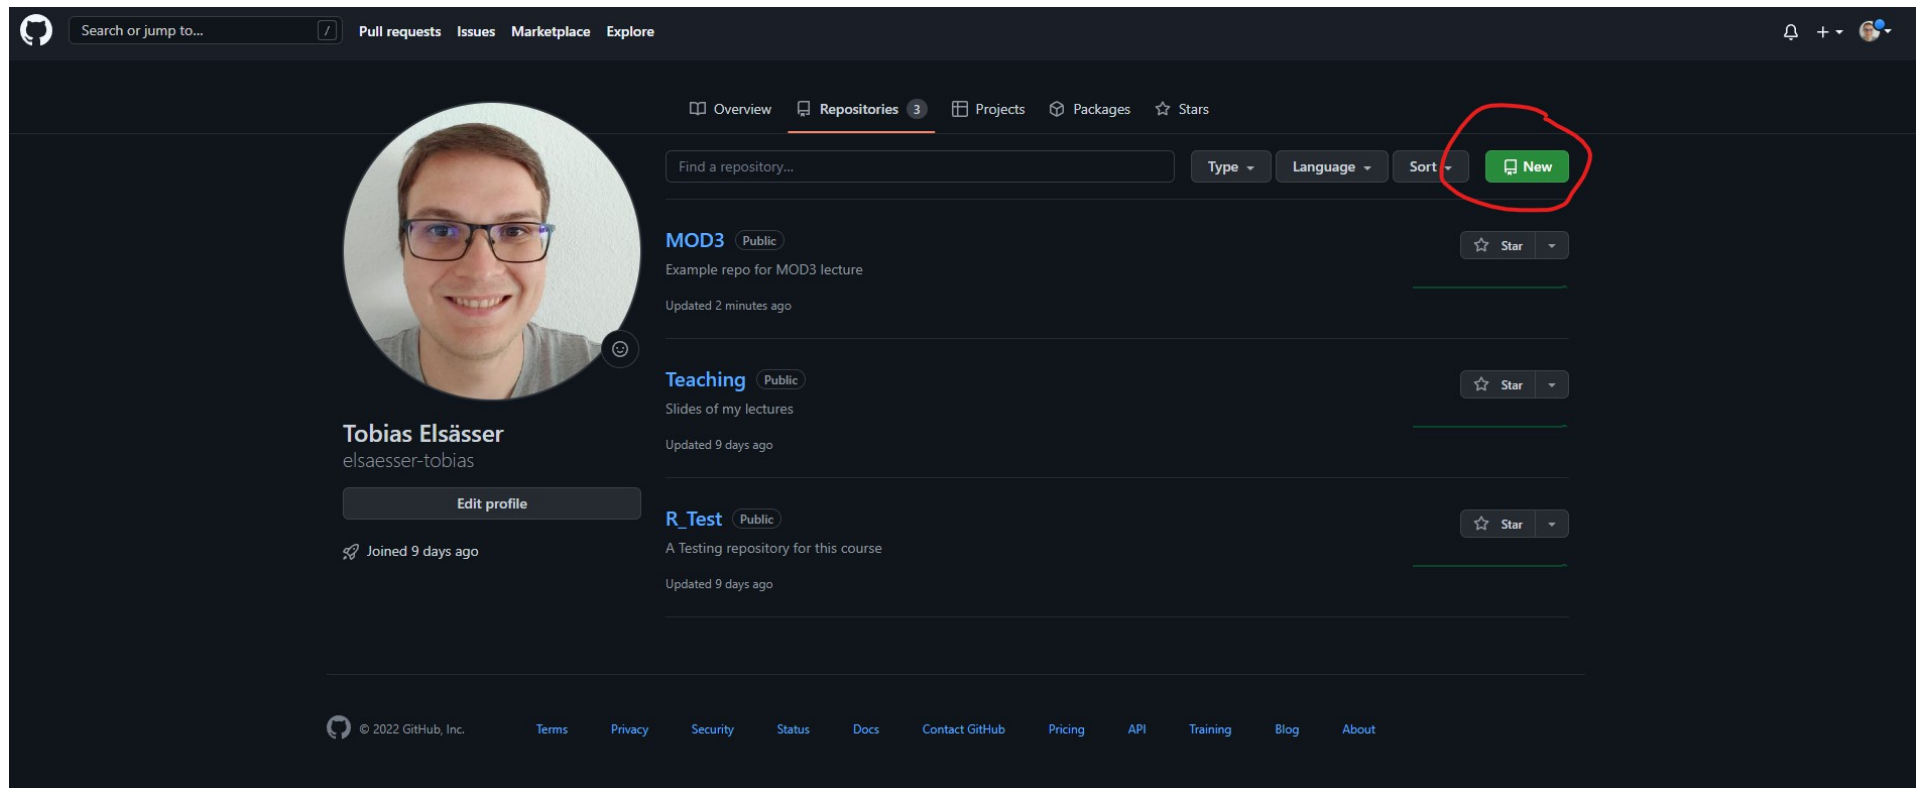 Search or jump to... / Pull requests Issues Marketplace Explore
Overview Repositories 3 Projects Packages Stars
Find a repository... Type Language Sort New
MOD3 Public Star
Example repo for MOD3 lecture
Updated 2 minutes ago
Teaching Public Star
Slides of my lectures
Updated 9 days ago
Tobias Elsässer
elsaesser-tobias
Edit profile
Joined 9 days ago
R_Test Public Star
A Testing repository for this course
Updated 9 days ago
© 2022 GitHub, Inc. Terms Privacy Security Status Docs Contact GitHub Pricing API Training Blog About